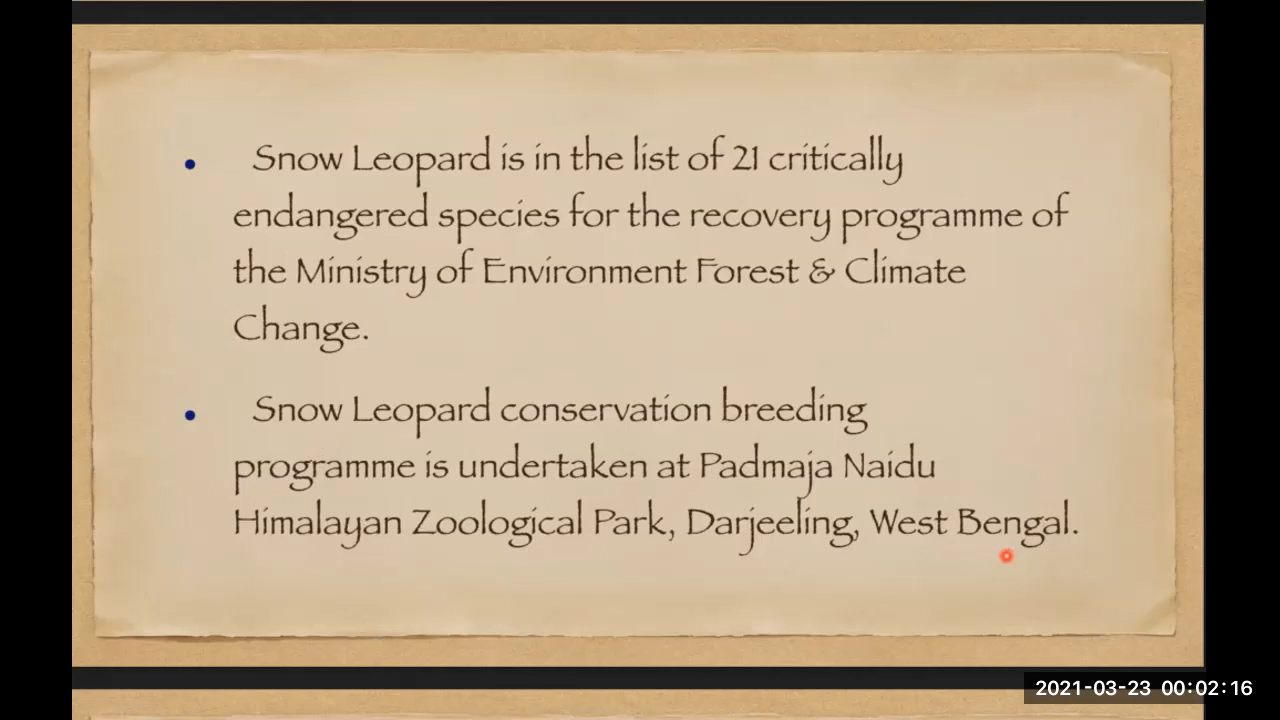 • Snow Leopard is in the list of 21 critically
endangered species for the recovery programme of
the Ministry of Environment Forest & Climate
Change.
• Snow Leopard conservation breeding
programme is undertaken at Padmaja Naidu
Himalayan Zoological Park, Darjeeling, West Bengal.
2021-03-23 00:02:16